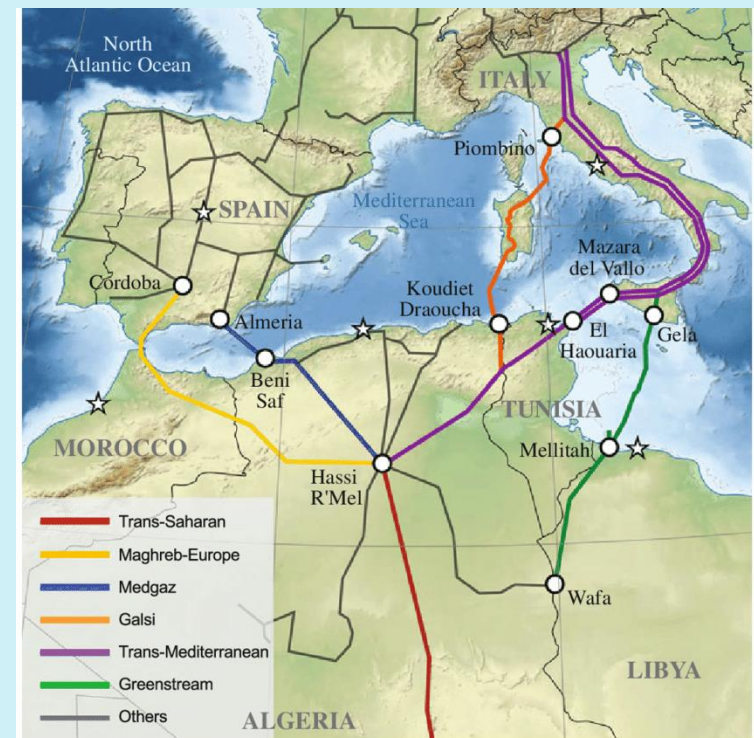 North
Atlantic Ocean
ITALY
Piombino
SPAIN
Mediterranean
Sea
Mazara
del Vallo
Cordoba
Koudiet
Draoucha
Almeria
El
Haouaria
Gela
Beni
Saf
TUNISIA
MOROCCO
Mellitah
Hassi
R'Mel
Trans-Saharan
Maghreb-Europe
Medgaz
Wafa
Galsi
Trans-Mediterranean
LIBYA
Greenstream
Others
ALGERIA